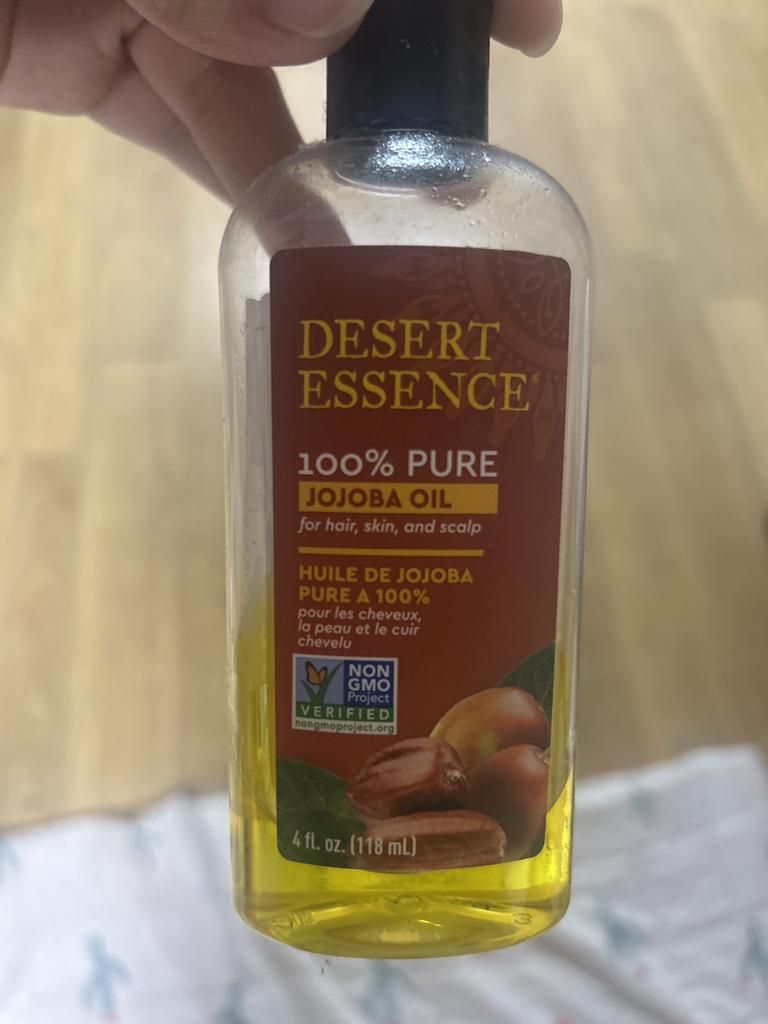 DESERT
ESSENCE®
100% PURE
JOJOBA OIL
for hair, skin, and scalp
HUILE DE JOJOBA
PURE A 100%
pour les cheveux,
la peau et le cuir
chevelu
NON
GMO
Project
VERIFIED
nongmoproject.org
4 fl. oz. (118 mL)